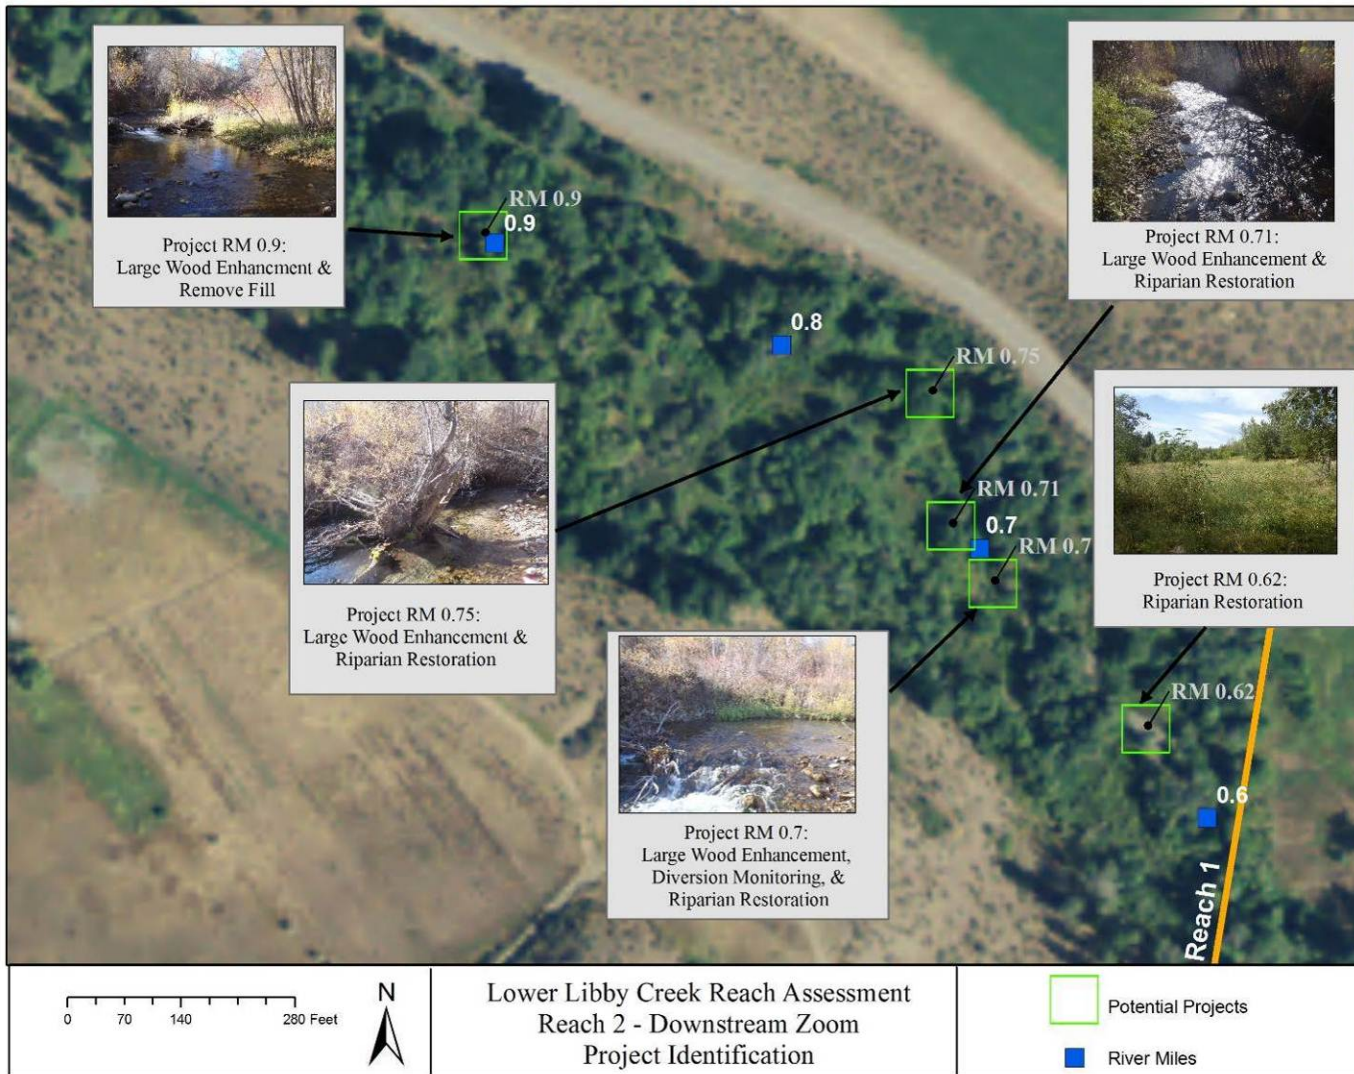 Project RM 0.9:
Large Wood Enhancment &
Remove Fill
RM 0.9
0.9
Project RM 0.71:
Large Wood Enhancement &
Riparian Restoration
0.8
RM 0.75
Project RM 0.75:
Large Wood Enhancement &
Riparian Restoration
RM 0.71
0.7
RM 0.7
Project RM 0.62:
Riparian Restoration
Project RM 0.7:
Large Wood Enhancement,
Diversion Monitoring, &
Riparian Restoration
RM 0.62
0.6
Reach 1
0 70 140 280 Feet
N
Lower Libby Creek Reach Assessment
Reach 2 - Downstream Zoom
Project Identification
Potential Projects
River Miles